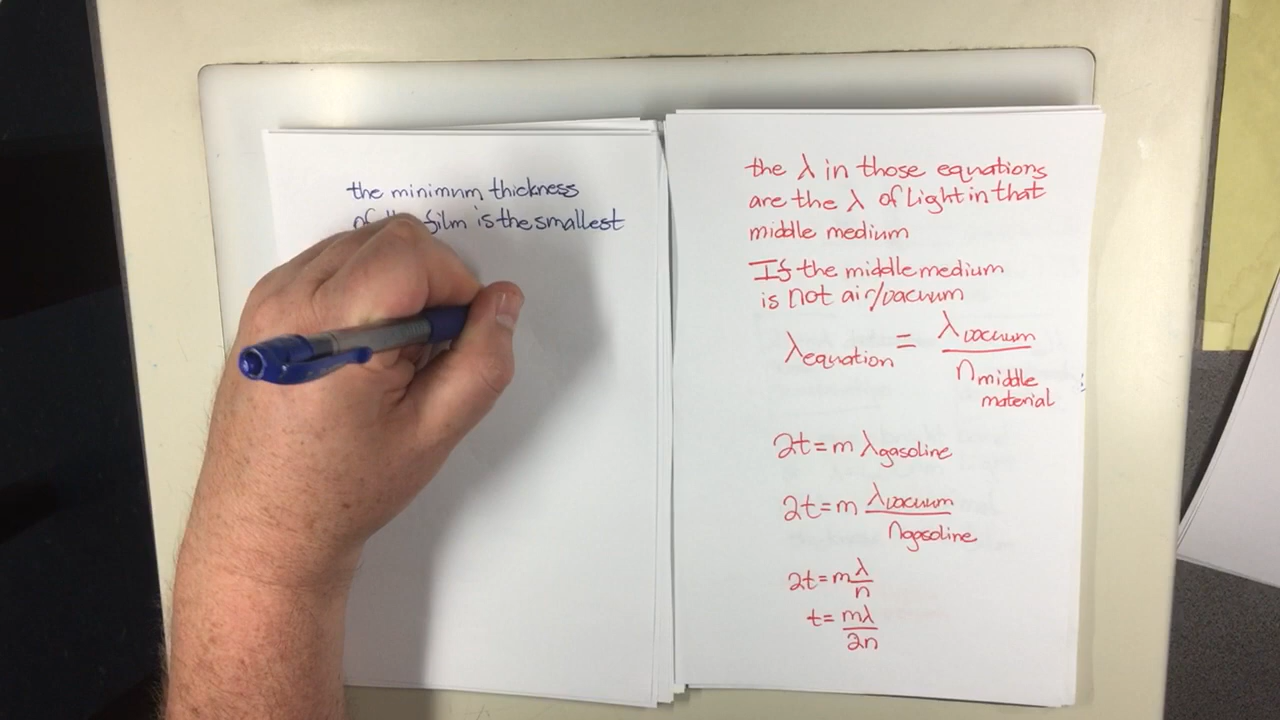 the minimum thickness
of the film is the smallest
the λ in those equations
are the λ of light in that
middle medium
If the middle medium
is not air/vacuum
λequation = λvacuum / nmiddle material
2t = m λgasoline
2t = m λvacuum / ngasoline
2t = m λ/n
t = mλ/2n